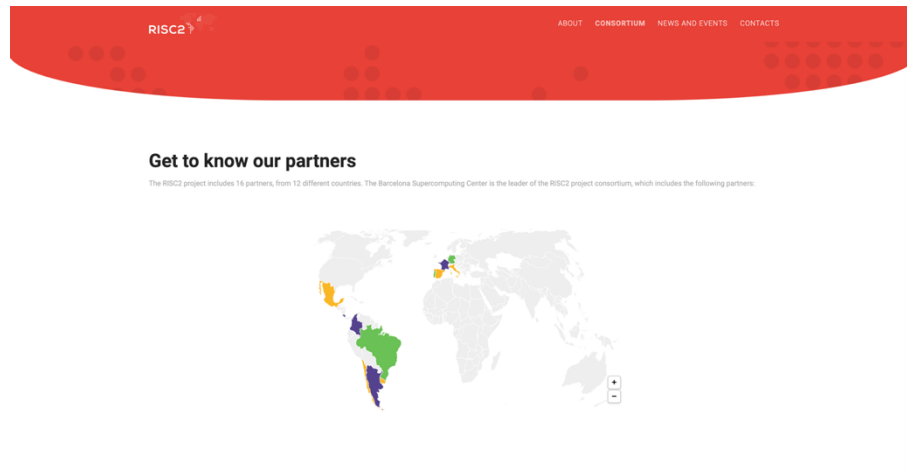 RISC2
ABOUT CONSORTIUM NEWS AND EVENTS CONTACTS
Get to know our partners
The RISC2 project includes 16 partners, from 12 different countries. The Barcelona Supercomputing Center is the leader of the RISC2 project consortium, which includes the following partners:
+
−